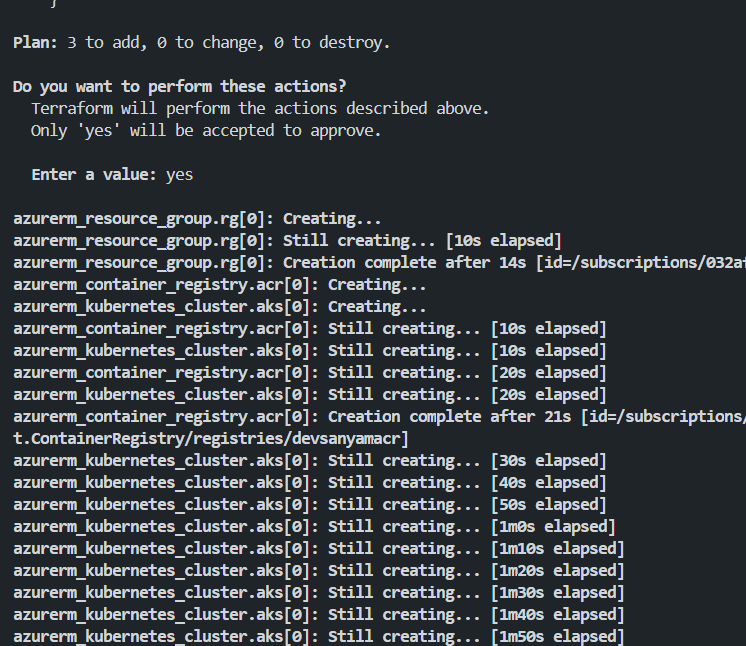 }
Plan: 3 to add, 0 to change, 0 to destroy.
Do you want to perform these actions?
Terraform will perform the actions described above.
Only 'yes' will be accepted to approve.
Enter a value: yes
azurerm_resource_group.rg[0]: Creating...
azurerm_resource_group.rg[0]: Still creating... [10s elapsed]
azurerm_resource_group.rg[0]: Creation complete after 14s [id=/subscriptions/032a
azurerm_container_registry.acr[0]: Creating...
azurerm_kubernetes_cluster.aks[0]: Creating...
azurerm_container_registry.acr[0]: Still creating... [10s elapsed]
azurerm_kubernetes_cluster.aks[0]: Still creating... [10s elapsed]
azurerm_container_registry.acr[0]: Still creating... [20s elapsed]
azurerm_kubernetes_cluster.aks[0]: Still creating... [20s elapsed]
azurerm_container_registry.acr[0]: Creation complete after 21s [id=/subscriptions/
t.ContainerRegistry/registries/devsanyamacr]
azurerm_kubernetes_cluster.aks[0]: Still creating... [30s elapsed]
azurerm_kubernetes_cluster.aks[0]: Still creating... [40s elapsed]
azurerm_kubernetes_cluster.aks[0]: Still creating... [50s elapsed]
azurerm_kubernetes_cluster.aks[0]: Still creating... [1m0s elapsed]
azurerm_kubernetes_cluster.aks[0]: Still creating... [1m10s elapsed]
azurerm_kubernetes_cluster.aks[0]: Still creating... [1m20s elapsed]
azurerm_kubernetes_cluster.aks[0]: Still creating... [1m30s elapsed]
azurerm_kubernetes_cluster.aks[0]: Still creating... [1m40s elapsed]
azurerm_kubernetes_cluster.aks[0]: Still creating... [1m50s elapsed]